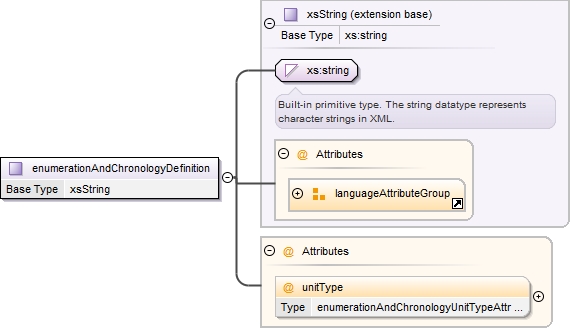 xsString (extension base)
Base Type xs:string
xs:string
Built-in primitive type. The string datatype represents
character strings in XML.
@ Attributes
languageAttributeGroup
enumerationAndChronologyDefinition
Base Type xsString
@ Attributes
@ unitType
Type enumerationAndChronologyUnitTypeAttr ...